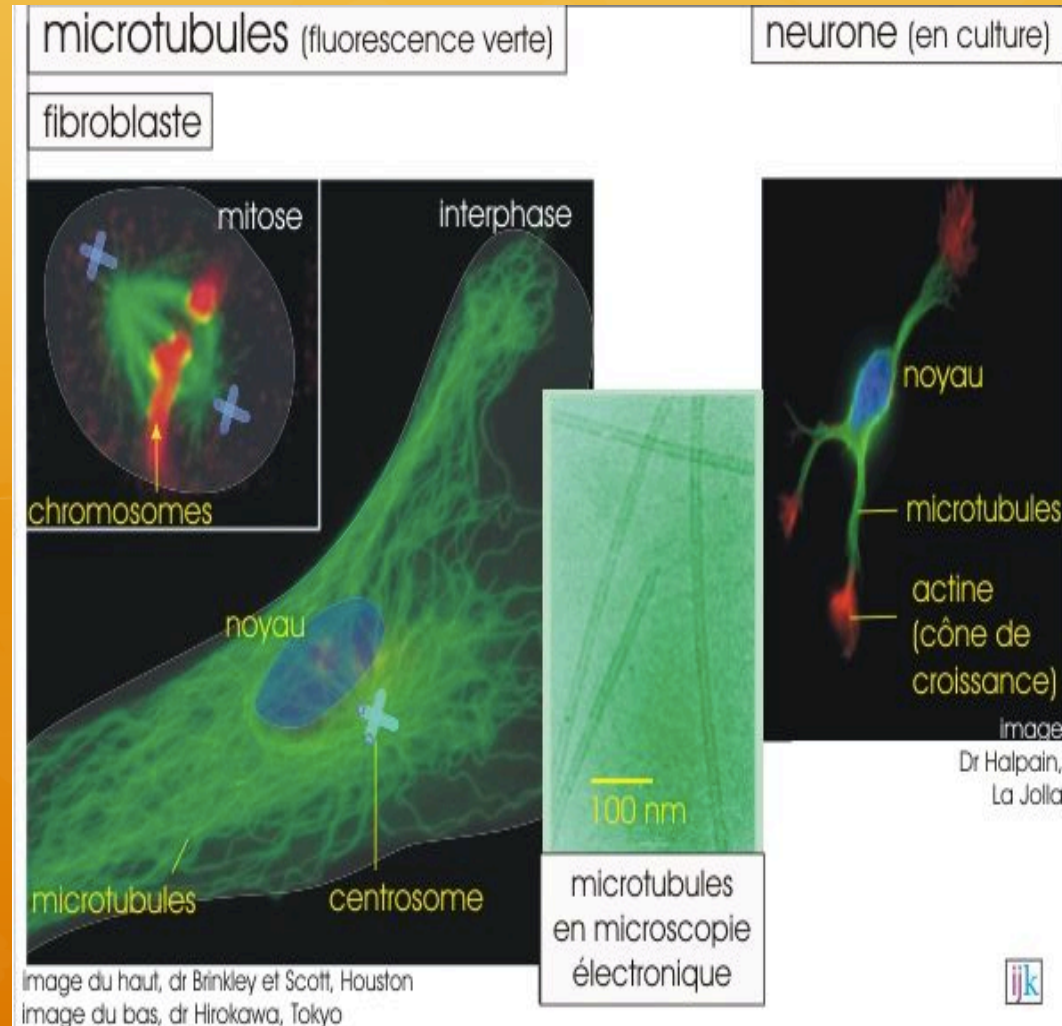 microtubules (fluorescence verte)
neurone (en culture)
fibroblaste
mitose
interphase
chromosomes
noyau
microtubules
centrosome
100 nm
microtubules
en microscopie
électronique
noyau
microtubules
actine
(cône de
croissance)
image
Dr Halpain,
La Jolla
image du haut, dr Brinkley et Scott, Houston
image du bas, dr Hirokawa, Tokyo
ijk